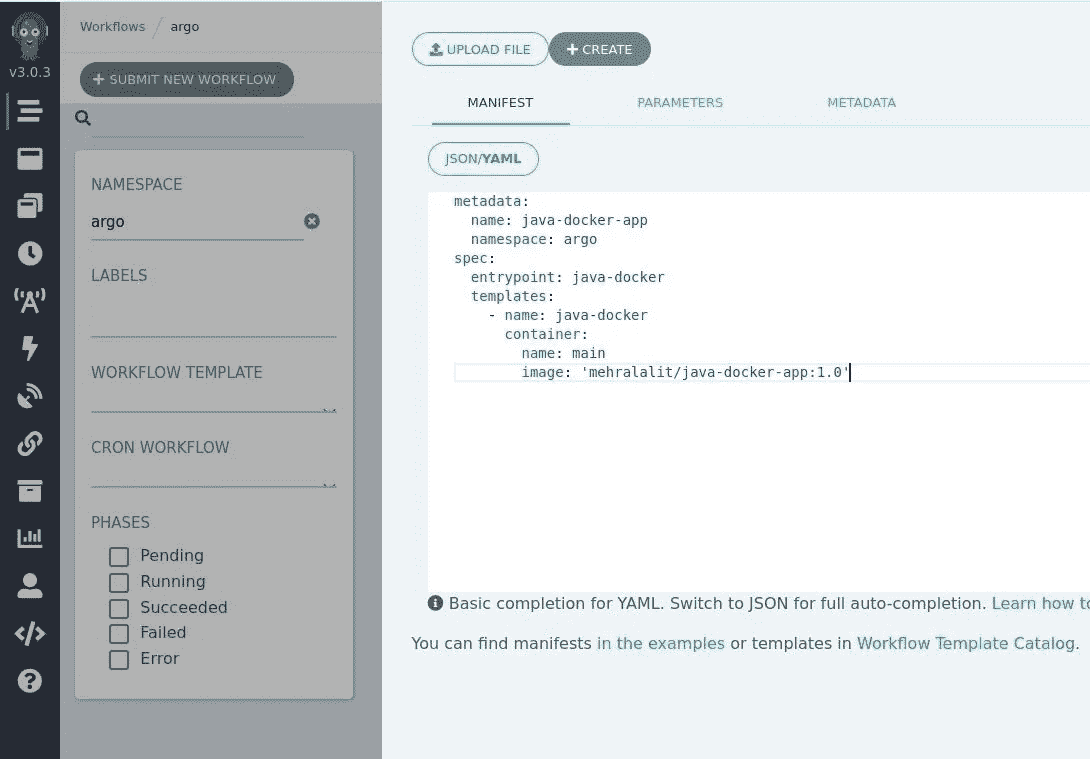 v3.0.3
Workflows / argo
+ SUBMIT NEW WORKFLOW
NAMESPACE
argo
LABELS
WORKFLOW TEMPLATE
CRON WORKFLOW
PHASES
Pending
Running
Succeeded
Failed
Error
UPLOAD FILE
+ CREATE
MANIFEST
PARAMETERS
METADATA
JSON/YAML
metadata:
  name: java-docker-app
  namespace: argo
spec:
  entrypoint: java-docker
  templates:
    - name: java-docker
      container:
        name: main
        image: 'mehralalit/java-docker-app:1.0'
Basic completion for YAML. Switch to JSON for full auto-completion. Learn how to
You can find manifests in the examples or templates in Workflow Template Catalog.